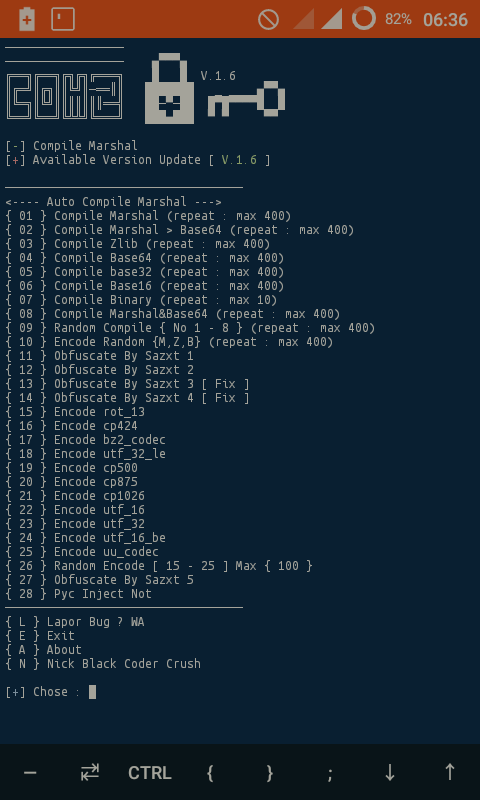 82% 06:36
COMZ
V.1.6
[-] Compile Marshal
[+] Available Version Update [ V.1.6 ]
<---- Auto Compile Marshal --->
{ 01 } Compile Marshal (repeat : max 400)
{ 02 } Compile Marshal > Base64 (repeat : max 400)
{ 03 } Compile Zlib (repeat : max 400)
{ 04 } Compile Base64 (repeat : max 400)
{ 05 } Compile base32 (repeat : max 400)
{ 06 } Compile Base16 (repeat : max 400)
{ 07 } Compile Binary (repeat : max 10)
{ 08 } Compile Marshal&Base64 (repeat : max 400)
{ 09 } Random Compile { No 1 - 8 } (repeat : max 400)
{ 10 } Encode Random {M,Z,B} (repeat : max 400)
{ 11 } Obfuscate By Sazxt 1
{ 12 } Obfuscate By Sazxt 2
{ 13 } Obfuscate By Sazxt 3 [ Fix ]
{ 14 } Obfuscate By Sazxt 4 [ Fix ]
{ 15 } Encode rot_13
{ 16 } Encode cp424
{ 17 } Encode bz2_codec
{ 18 } Encode utf_32_le
{ 19 } Encode cp500
{ 20 } Encode cp875
{ 21 } Encode cp1026
{ 22 } Encode utf_16
{ 23 } Encode utf_32
{ 24 } Encode utf_16_be
{ 25 } Encode uu_codec
{ 26 } Random Encode [ 15 - 25 ] Max { 100 }
{ 27 } Obfuscate By Sazxt 5
{ 28 } Pyc Inject Not
{ L } Lapor Bug ? WA
{ E } Exit
{ A } About
{ N } Nick Black Coder Crush
[+] Chose :
— ⇄ CTRL { } ; ↓ ↑